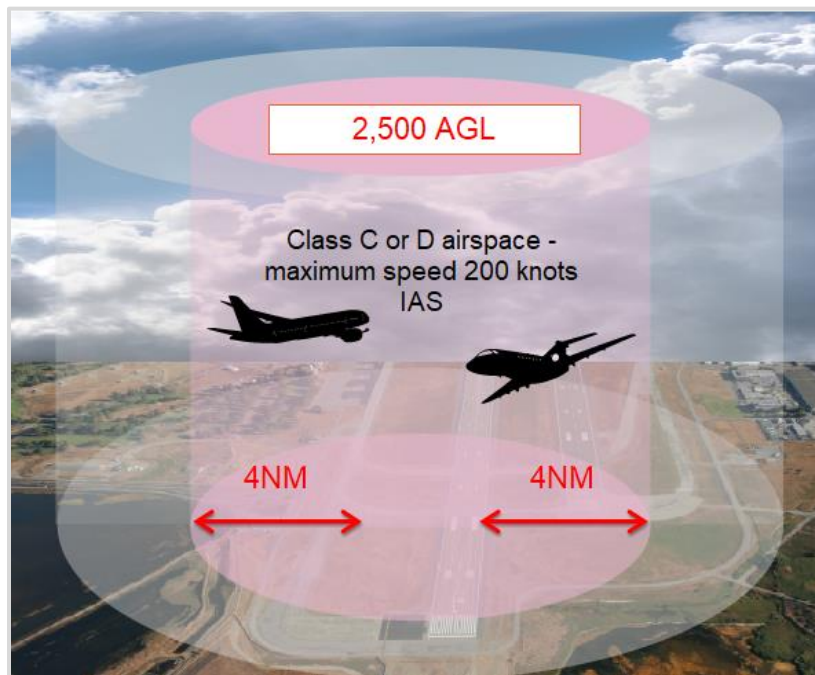 2,500 AGL
Class C or D airspace -
maximum speed 200 knots
IAS
4NM
4NM